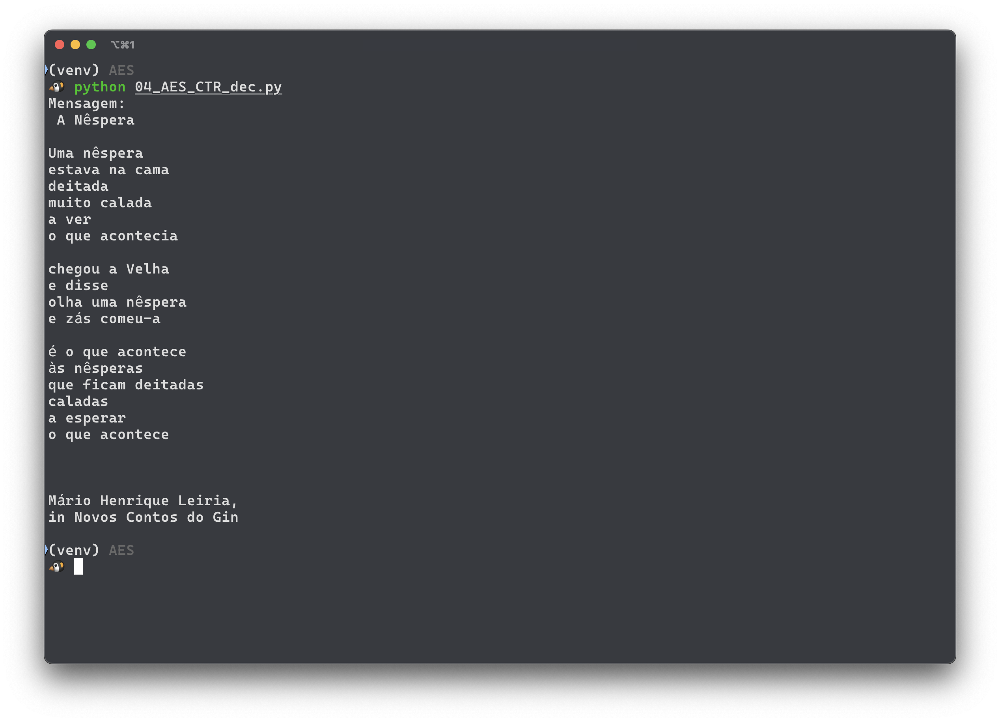 ⌥⌘1
(venv) AES
python 04_AES_CTR_dec.py
Mensagem:
A Nêspera
Uma nêspera
estava na cama
deitada
muito calada
a ver
o que acontecia
chegou a Velha
e disse
olha uma nêspera
e zás comeu-a
é o que acontece
às nêsperas
que ficam deitadas
caladas
a esperar
o que acontece
Mário Henrique Leiria,
in Novos Contos do Gin
(venv) AES